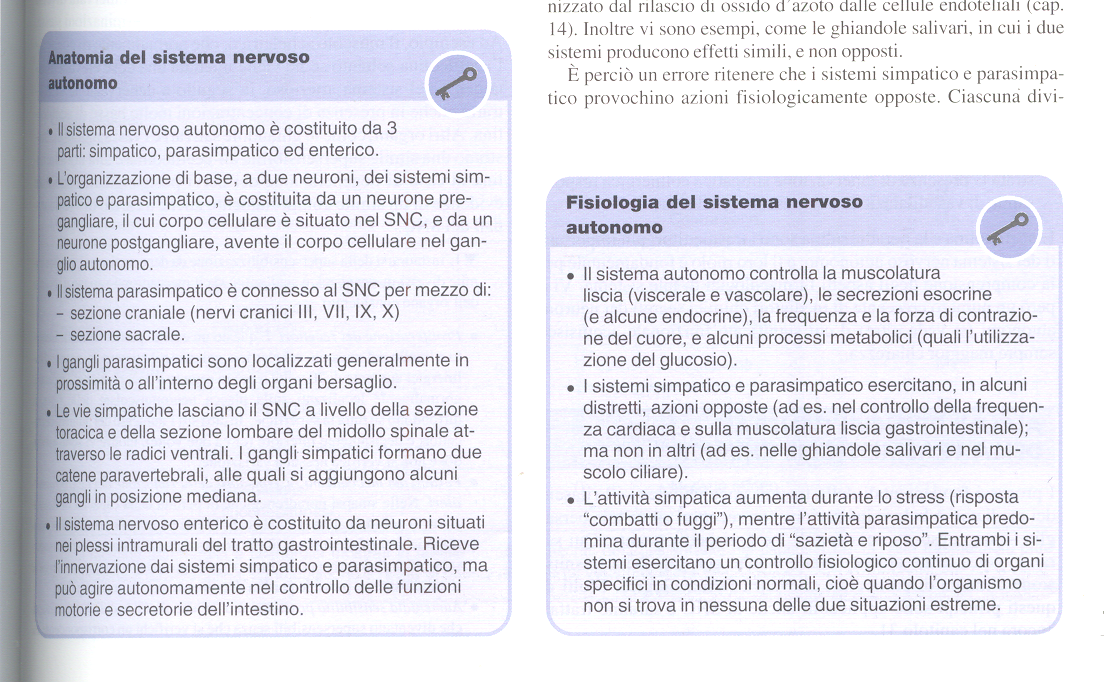 Anatomia del sistema nervoso
autonomo
• Il sistema nervoso autonomo è costituito da 3
parti: simpatico, parasimpatico ed enterico.
• L'organizzazione di base, a due neuroni, dei sistemi sim-
patico e parasimpatico, è costituita da un neurone pre-
gangliare, il cui corpo cellulare è situato nel SNC, e da un
neurone postgangliare, avente il corpo cellulare nel gan-
glio autonomo.
• Il sistema parasimpatico è connesso al SNC per mezzo di:
– sezione craniale (nervi cranici III, VII, IX, X)
– sezione sacrale.
• I gangli parasimpatici sono localizzati generalmente in
prossimità o all'interno degli organi bersaglio.
• Le vie simpatiche lasciano il SNC a livello della sezione
toracica e della sezione lombare del midollo spinale at-
traverso le radici ventrali. I gangli simpatici formano due
catene paravertebrali, alle quali si aggiungono alcuni
gangli in posizione mediana.
• Il sistema nervoso enterico è costituito da neuroni situati
nei plessi intramurali del tratto gastrointestinale. Riceve
l'innervazione dai sistemi simpatico e parasimpatico, ma
può agire autonomamente nel controllo delle funzioni
motorie e secretorie dell'intestino.
nizzato dal rilascio di ossido d'azoto dalle cellule endoteliali (cap.
14). Inoltre vi sono esempi, come le ghiandole salivari, in cui i due
sistemi producono effetti simili, e non opposti.
È perciò un errore ritenere che i sistemi simpatico e parasimpa-
tico provochino azioni fisiologicamente opposte. Ciascuna divi-
Fisiologia del sistema nervoso
autonomo
• Il sistema autonomo controlla la muscolatura
liscia (viscerale e vascolare), le secrezioni esocrine
(e alcune endocrine), la frequenza e la forza di contrazio-
ne del cuore, e alcuni processi metabolici (quali l'utilizza-
zione del glucosio).
• I sistemi simpatico e parasimpatico esercitano, in alcuni
distretti, azioni opposte (ad es. nel controllo della frequen-
za cardiaca e sulla muscolatura liscia gastrointestinale);
ma non in altri (ad es. nelle ghiandole salivari e nel mu-
scolo ciliare).
• L'attività simpatica aumenta durante lo stress (risposta
“combatti o fuggi”), mentre l'attività parasimpatica predo-
mina durante il periodo di “sazietà e riposo”. Entrambi i si-
stemi esercitano un controllo fisiologico continuo di organi
specifici in condizioni normali, cioè quando l'organismo
non si trova in nessuna delle due situazioni estreme.